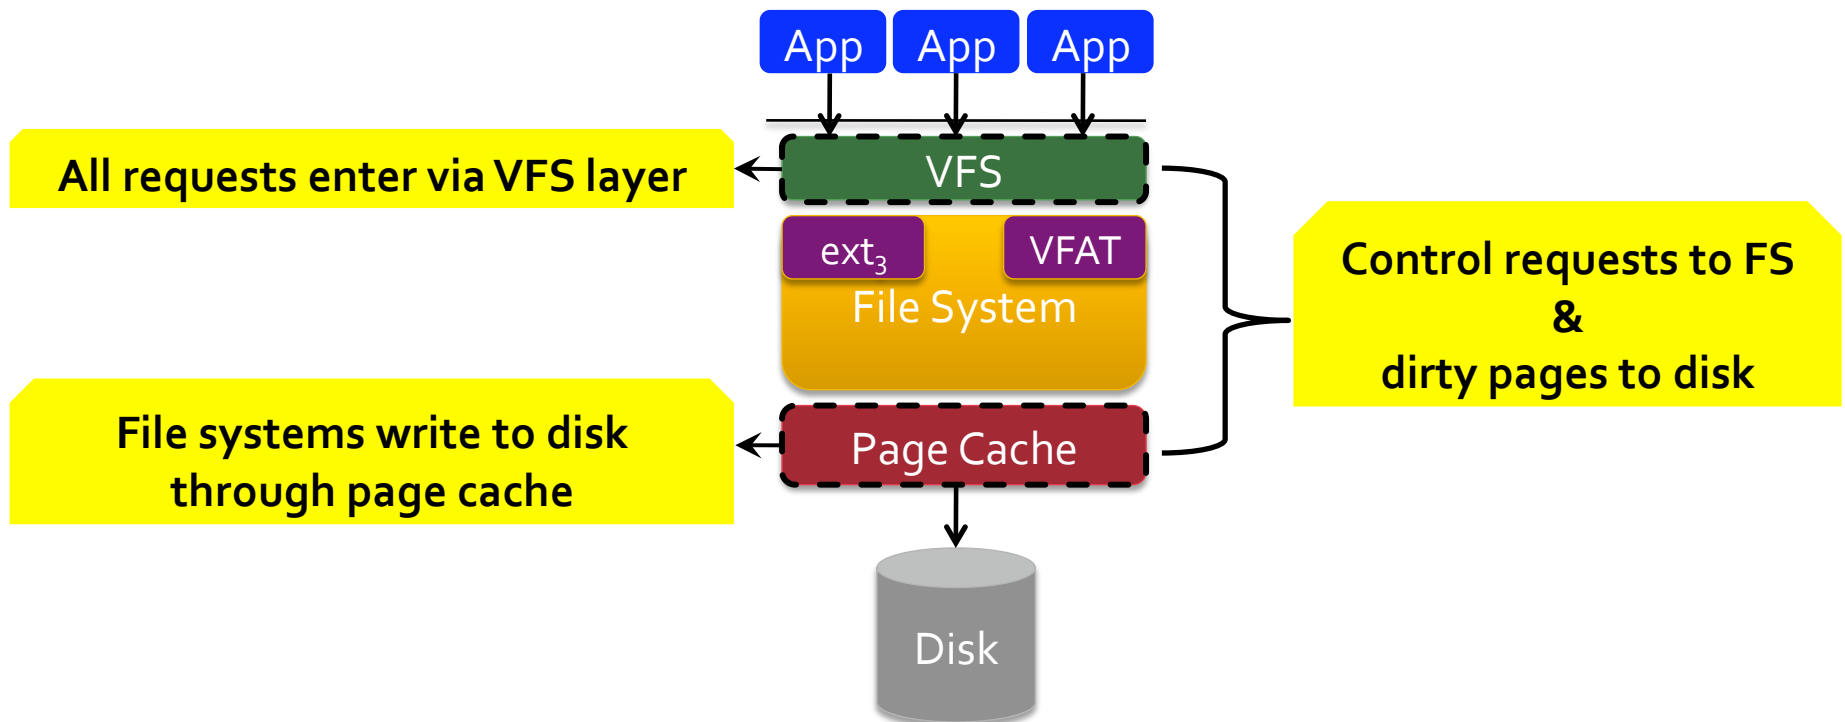 App App App
All requests enter via VFS layer
VFS
ext3 VFAT
File System
Control requests to FS
&
dirty pages to disk
File systems write to disk
through page cache
Page Cache
Disk